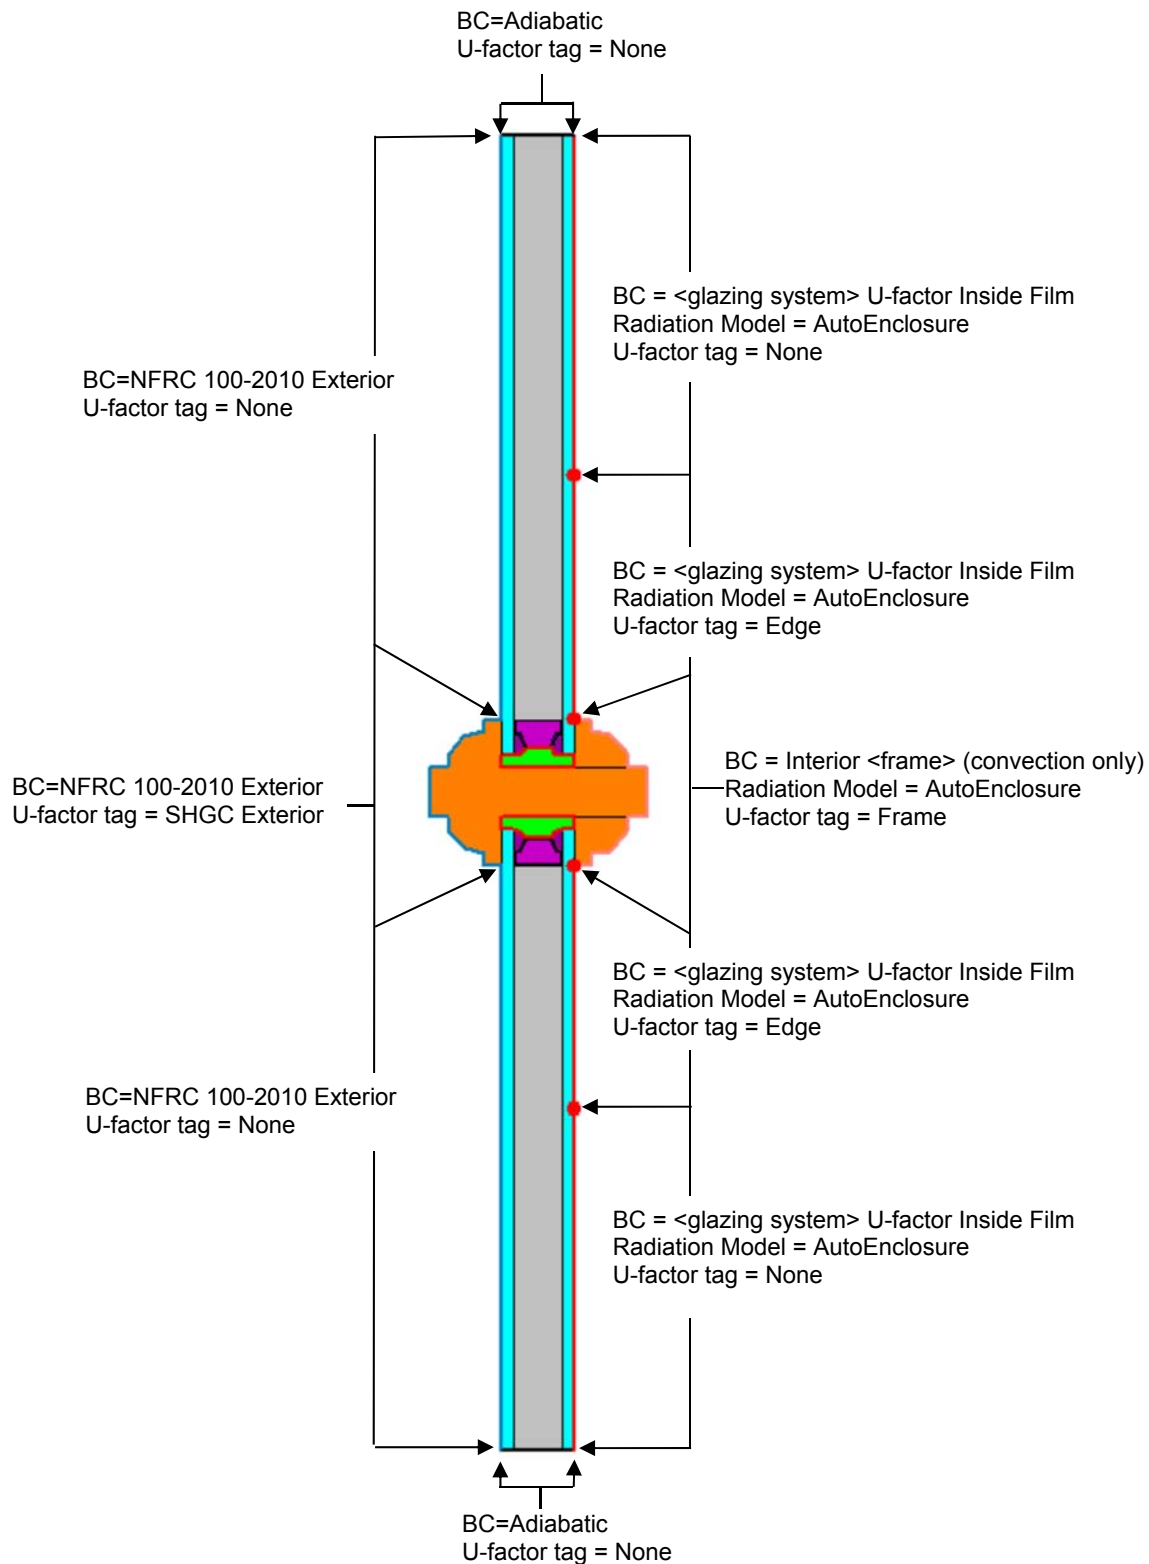 BC=Adiabatic
U-factor tag = None
BC = <glazing system> U-factor Inside Film
Radiation Model = AutoEnclosure
U-factor tag = None
BC=NFRC 100-2010 Exterior
U-factor tag = None
BC = <glazing system> U-factor Inside Film
Radiation Model = AutoEnclosure
U-factor tag = Edge
BC=NFRC 100-2010 Exterior
U-factor tag = SHGC Exterior
BC = Interior <frame> (convection only)
Radiation Model = AutoEnclosure
U-factor tag = Frame
BC = <glazing system> U-factor Inside Film
Radiation Model = AutoEnclosure
U-factor tag = Edge
BC=NFRC 100-2010 Exterior
U-factor tag = None
BC = <glazing system> U-factor Inside Film
Radiation Model = AutoEnclosure
U-factor tag = None
BC=Adiabatic
U-factor tag = None